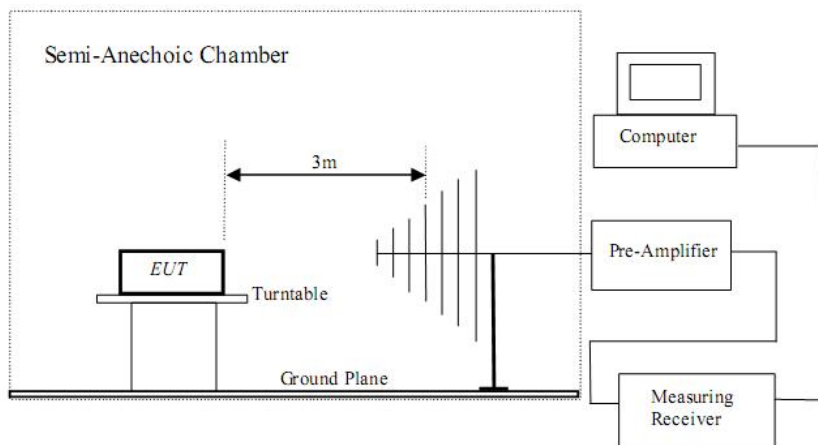 Semi-Anechoic Chamber
3m
EUT
Turntable
Ground Plane
Computer
Pre-Amplifier
Measuring
Receiver